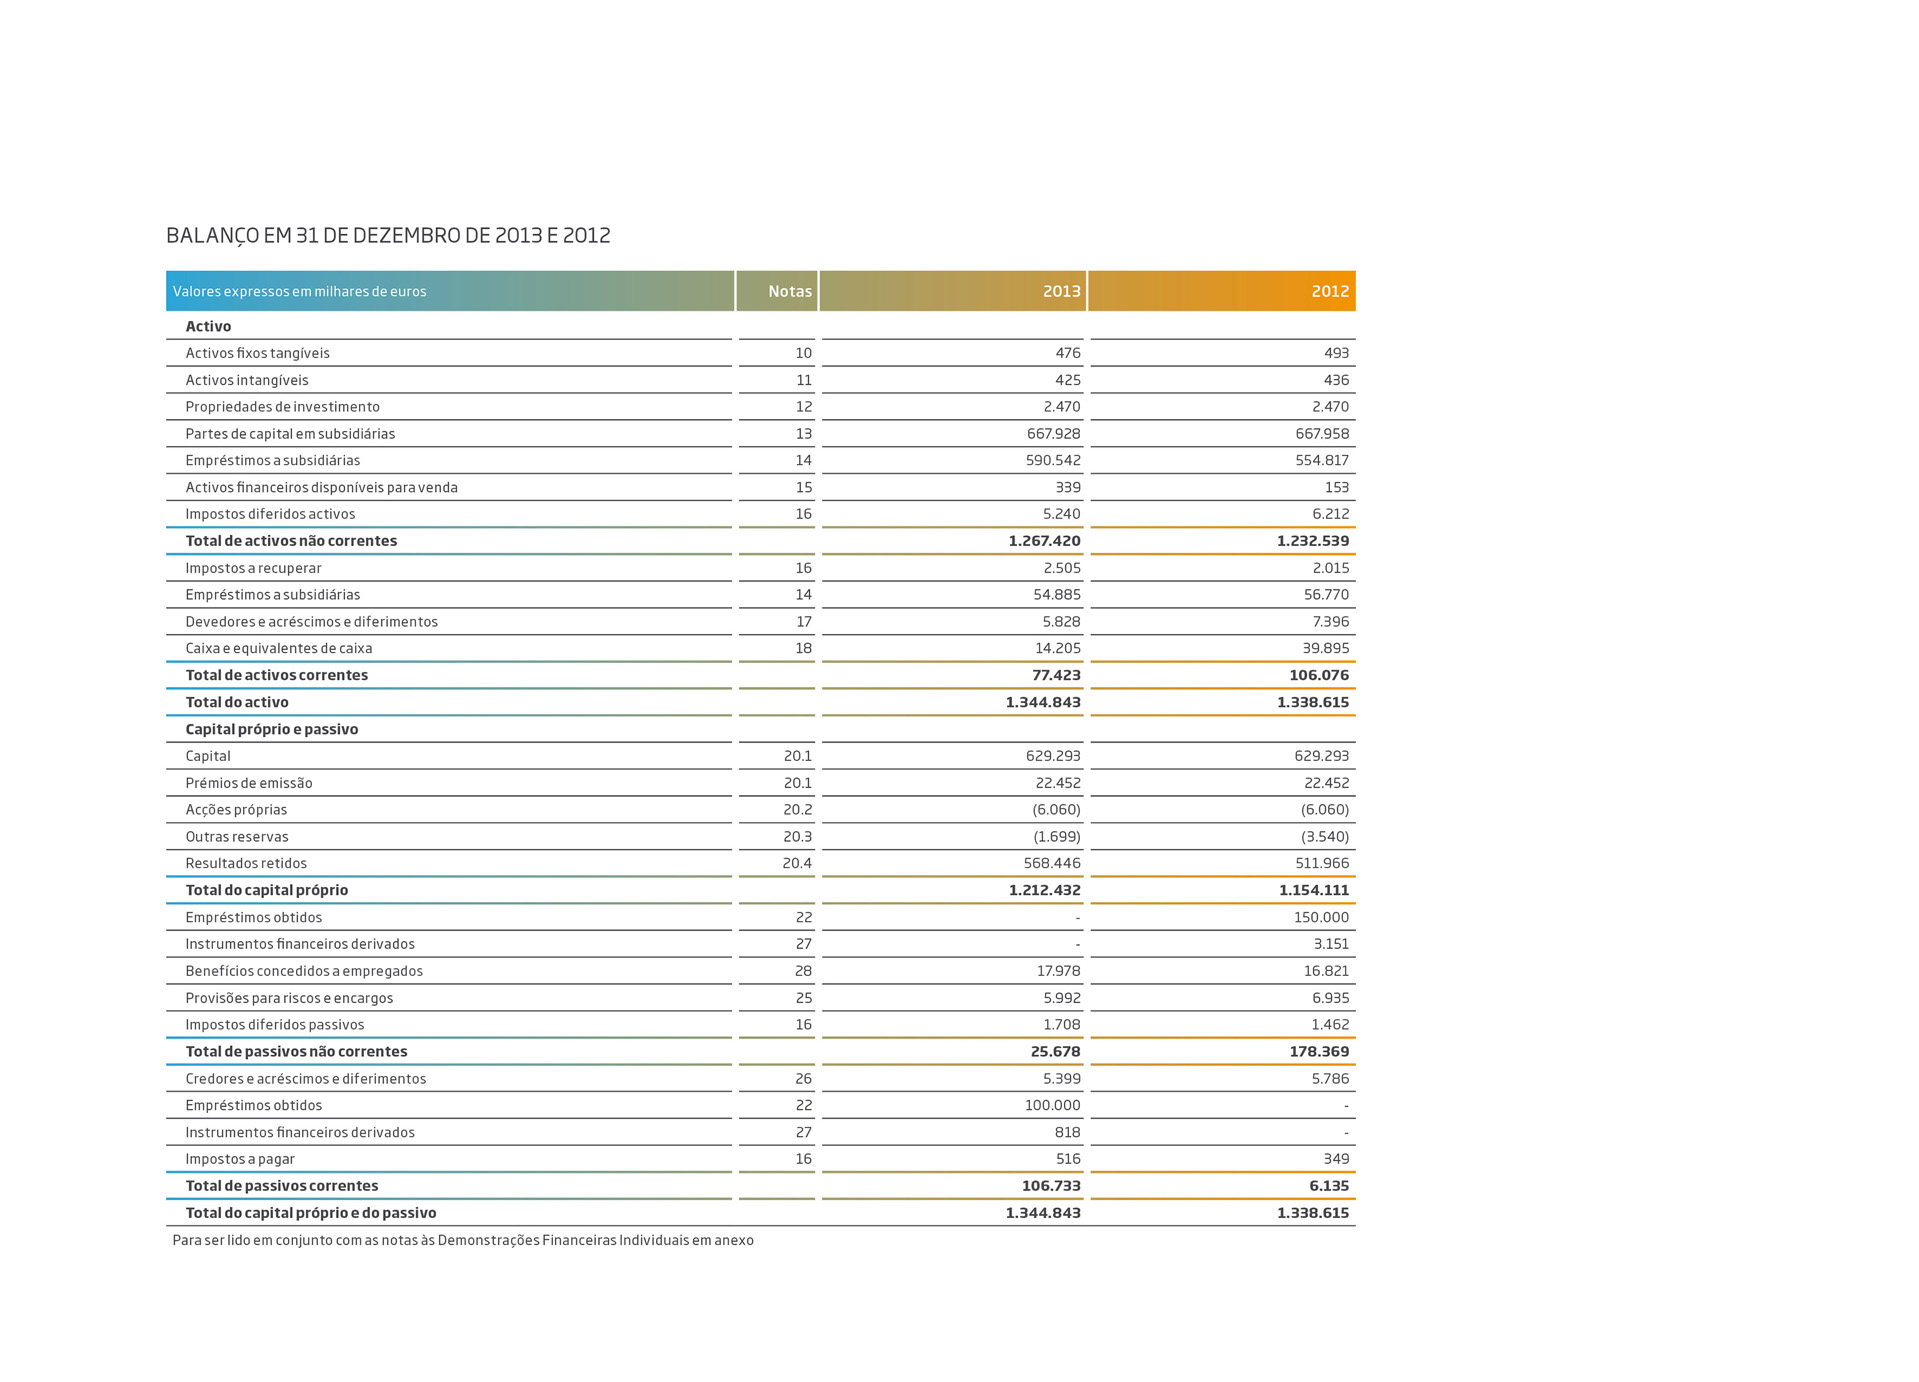 BALANÇO EM 31 DE DEZEMBRO DE 2013 E 2012
Valores expressos em milhares de euros Notas 2013 2012
Activo
Activos fixos tangíveis 10 476 493
Activos intangíveis 11 425 436
Propriedades de investimento 12 2.470 2.470
Partes de capital em subsidiárias 13 667.928 667.958
Empréstimos a subsidiárias 14 590.542 554.817
Activos financeiros disponíveis para venda 15 339 153
Impostos diferidos activos 16 5.240 6.212
Total de activos não correntes 1.267.420 1.232.539
Impostos a recuperar 16 2.505 2.015
Empréstimos a subsidiárias 14 54.885 56.770
Devedores e acréscimos e diferimentos 17 5.828 7.396
Caixa e equivalentes de caixa 18 14.205 39.895
Total de activos correntes 77.423 106.076
Total do activo 1.344.843 1.338.615
Capital próprio e passivo
Capital 20.1 629.293 629.293
Prémios de emissão 20.1 22.452 22.452
Acções próprias 20.2 (6.060) (6.060)
Outras reservas 20.3 (1.699) (3.540)
Resultados retidos 20.4 568.446 511.966
Total do capital próprio 1.212.432 1.154.111
Empréstimos obtidos 22 - 150.000
Instrumentos financeiros derivados 27 - 3.151
Benefícios concedidos a empregados 28 17.978 16.821
Provisões para riscos e encargos 25 5.992 6.935
Impostos diferidos passivos 16 1.708 1.462
Total de passivos não correntes 25.678 178.369
Credores e acréscimos e diferimentos 26 5.399 5.786
Empréstimos obtidos 22 100.000 -
Instrumentos financeiros derivados 27 818 -
Impostos a pagar 16 516 349
Total de passivos correntes 106.733 6.135
Total do capital próprio e do passivo 1.344.843 1.338.615
Para ser lido em conjunto com as notas às Demonstrações Financeiras Individuais em anexo